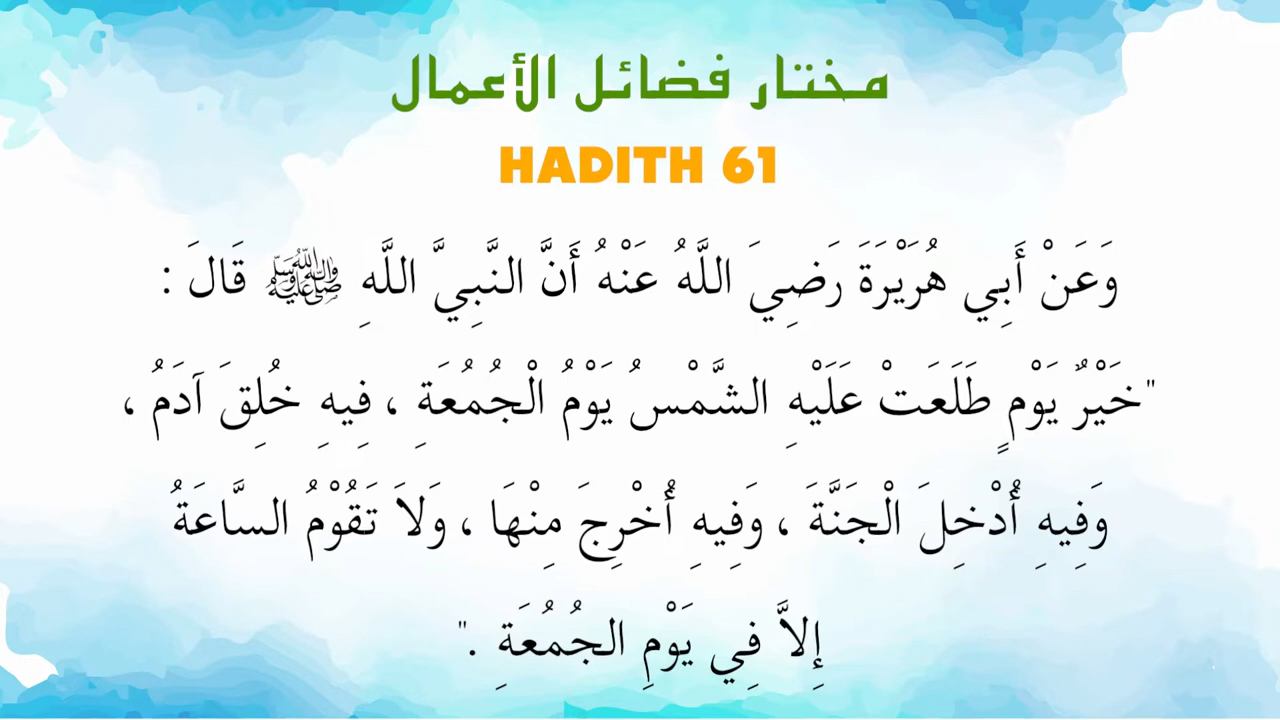 مختار فضائل الأعمال
HADITH 61
وَعَنْ أَبِي هُرَيْرَةَ رَضِيَ اللَّهُ عَنْهُ أَنَّ النَّبِيَّ اللَّهِ ﷺ قَالَ :
"خَيْرٌ يَوْمٍ طَلَعَتْ عَلَيْهِ الشَّمْسُ يَوْمُ الْجُمُعَةِ ، فِيهِ خُلِقَ آدَمُ ،
وَفِيهِ أُدْخِلَ الْجَنَّةَ ، وَفِيهِ أُخْرِجَ مِنْهَا ، وَلاَ تَقُوْمُ السَّاعَةُ
إِلاَّ فِي يَوْمِ الجُمُعَةِ ."